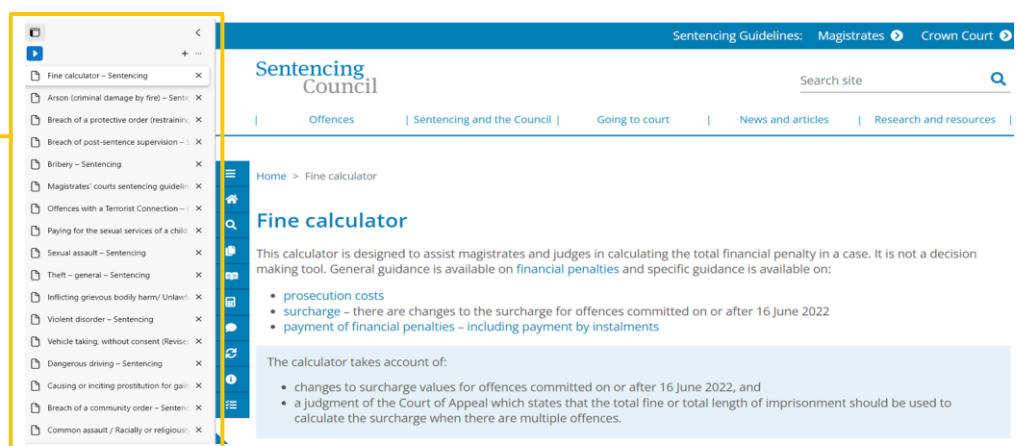 Fine calculator – Sentencing
Arson (criminal damage by fire) – Sente
Breach of a protective order (restraining
Breach of post-sentence supervision – S
Bribery – Sentencing
Magistrates' courts sentencing guidelin
Offences with a Terrorist Connection –
Paying for the sexual services of a child
Sexual assault – Sentencing
Theft – general – Sentencing
Inflicting grievous bodily harm/ Unlawf
Violent disorder – Sentencing
Vehicle taking, without consent (Revised
Dangerous driving – Sentencing
Causing or inciting prostitution for gain
Breach of a community order – Sentenc
Common assault / Racially or religiously
Sentencing Guidelines: Magistrates Crown Court
Sentencing
Council
Search site
| Offences | Sentencing and the Council | Going to court | News and articles | Research and resources |
Home > Fine calculator
Fine calculator
This calculator is designed to assist magistrates and judges in calculating the total financial penalty in a case. It is not a decision
making tool. General guidance is available on financial penalties and specific guidance is available on:
• prosecution costs
• surcharge – there are changes to the surcharge for offences committed on or after 16 June 2022
• payment of financial penalties – including payment by instalments
The calculator takes account of:
• changes to surcharge values for offences committed on or after 16 June 2022, and
• a judgment of the Court of Appeal which states that the total fine or total length of imprisonment should be used to
calculate the surcharge when there are multiple offences.